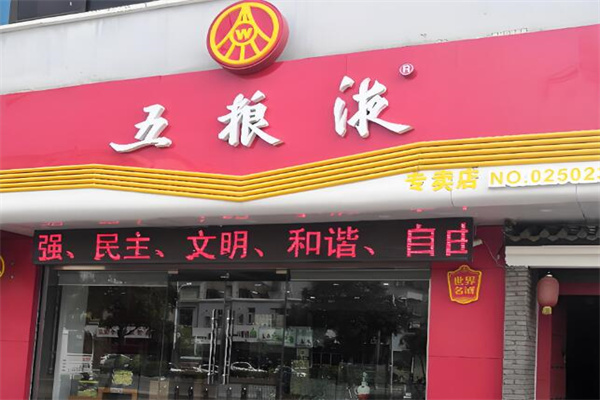 W
五粮液®
专卖店 NO.02502
强、民主、文明、和谐、自由
世界
名酒